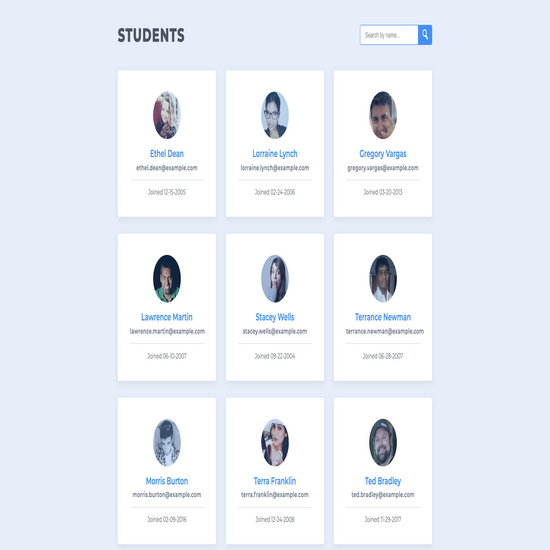 STUDENTS
Search by name...
Ethel Dean
ethel.dean@example.com
Joined 12-15-2005
Lorraine Lynch
lorraine.lynch@example.com
Joined 02-24-2006
Gregory Vargas
gregory.vargas@example.com
Joined 03-20-2013
Lawrence Martin
lawrence.martin@example.com
Joined 06-10-2007
Stacey Wells
stacey.wells@example.com
Joined 09-22-2004
Terrance Newman
terrance.newman@example.com
Joined 06-28-2007
Morris Burton
morris.burton@example.com
Joined 02-09-2016
Terra Franklin
terra.franklin@example.com
Joined 12-24-2008
Ted Bradley
ted.bradley@example.com
Joined 11-29-2017